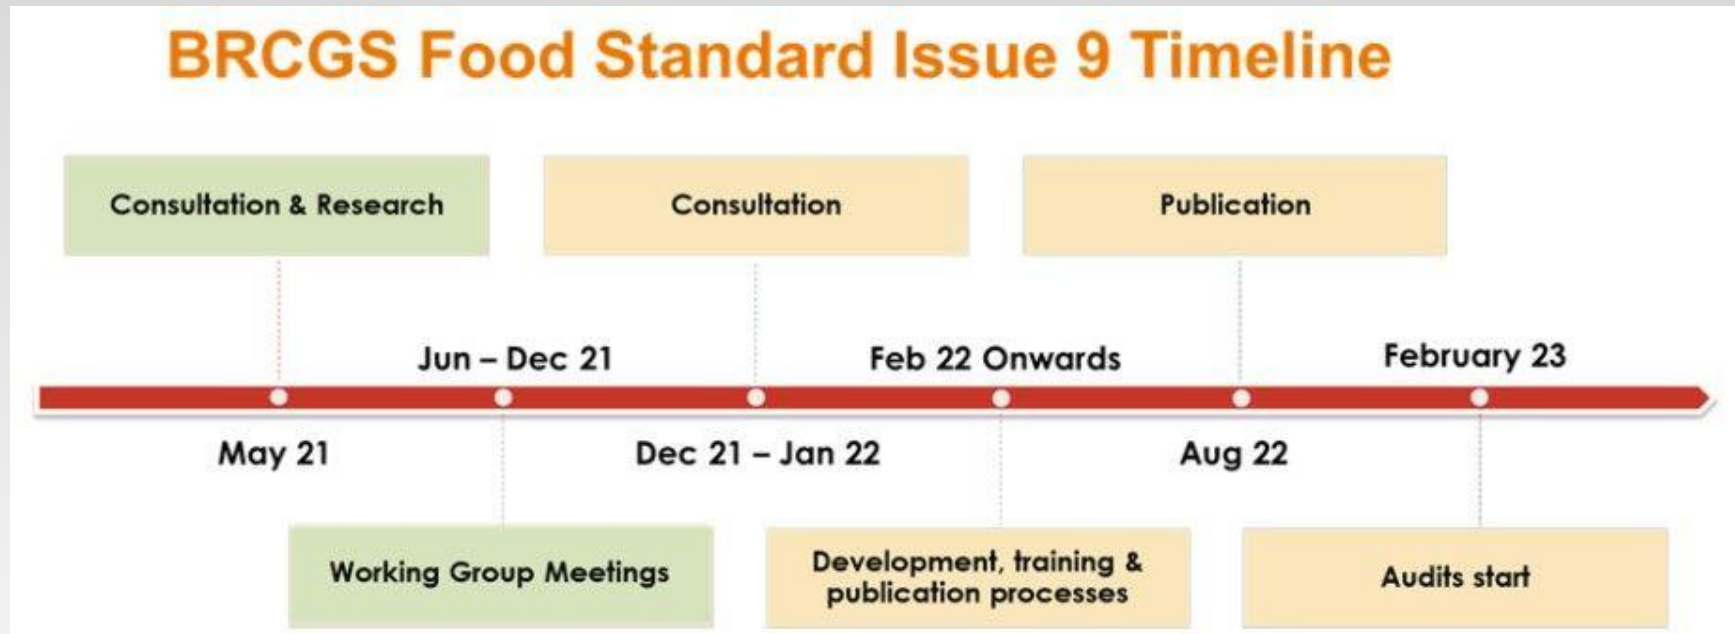 BRCGS Food Standard Issue 9 Timeline
Consultation & Research
Consultation
Publication
Jun – Dec 21
Feb 22 Onwards
February 23
May 21
Dec 21 – Jan 22
Aug 22
Working Group Meetings
Development, training &
publication processes
Audits start